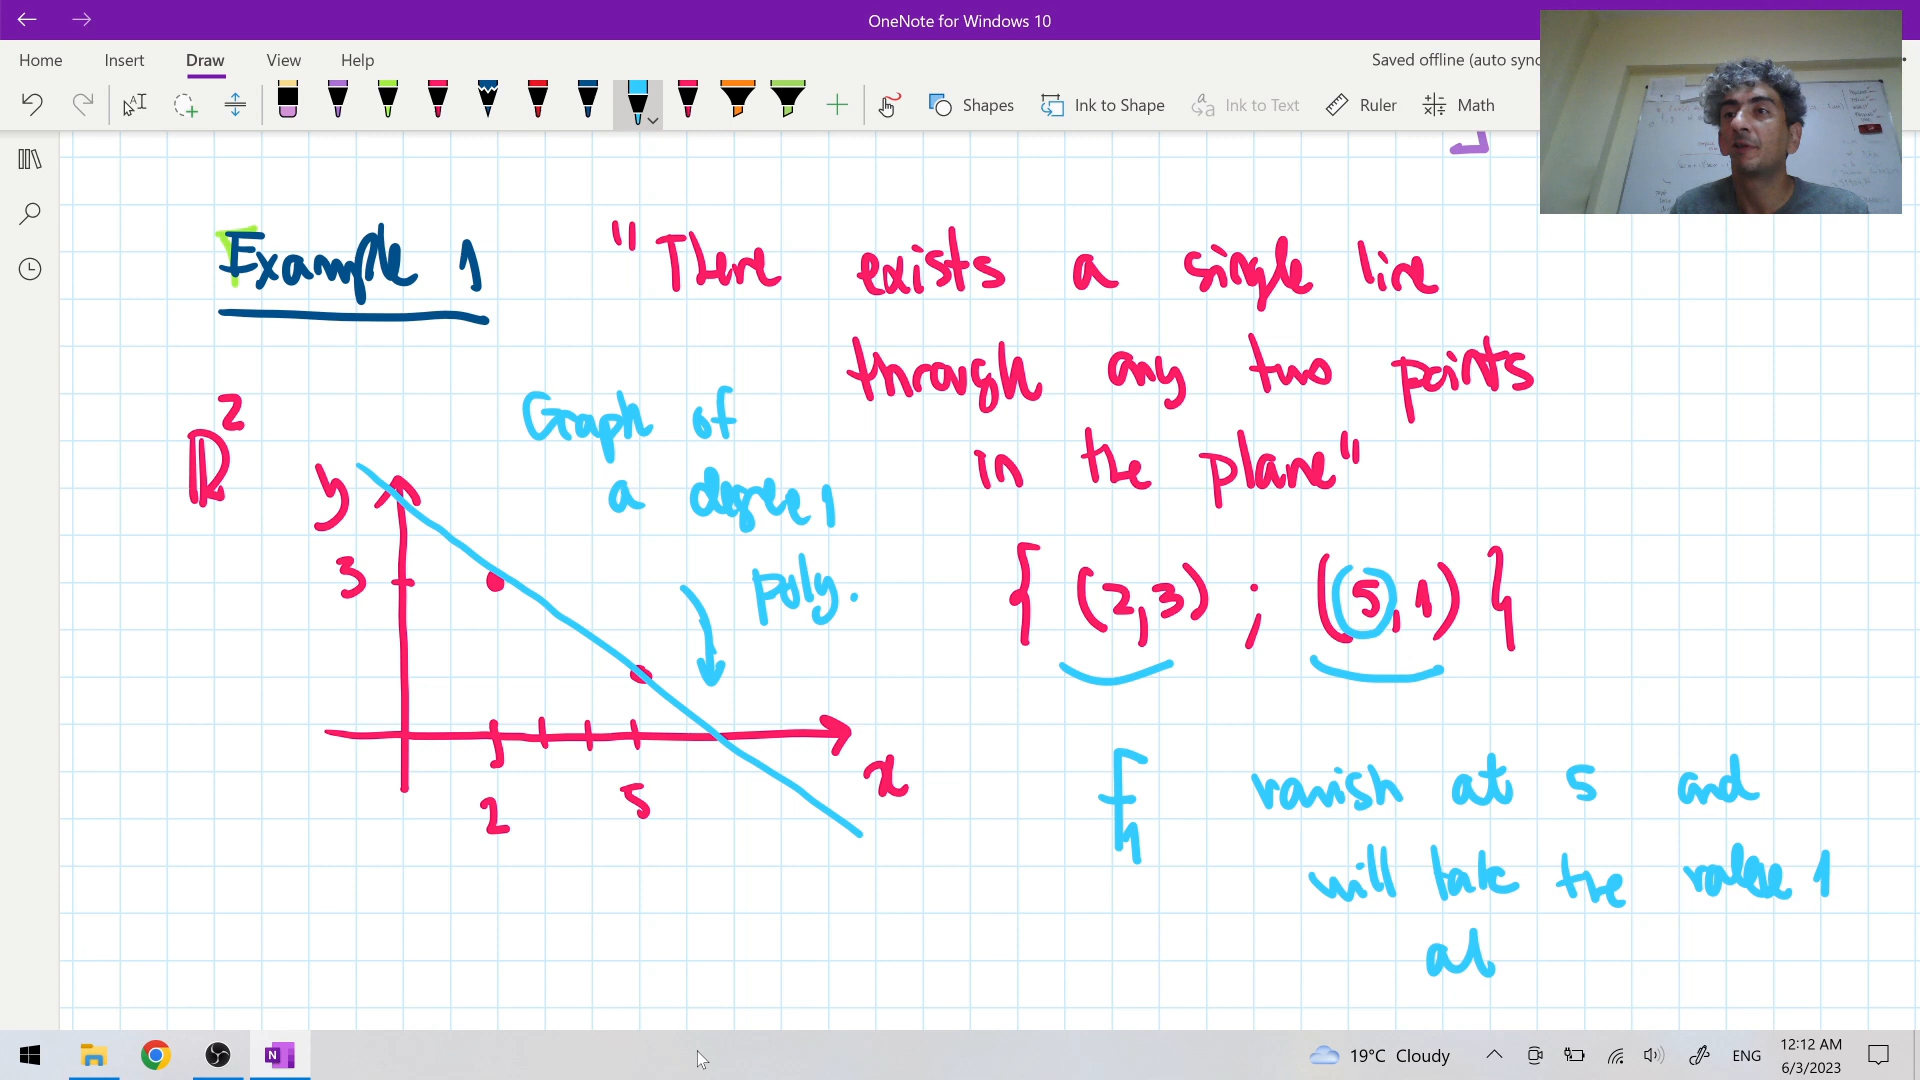 OneNote for Windows 10
Home Insert Draw View Help
Saved offline (auto sync
Shapes Ink to Shape Ink to Text Ruler Math
Example 1
"There exists a single line
through any two points
in the plane"
ℝ²
Graph of
a degree 1
poly.
y
3
2 5 x
{ (2,3) ; (5,1) }
vanish at 5 and
will take the value 1
at
19°C Cloudy
ENG
12:12 AM
6/3/2023